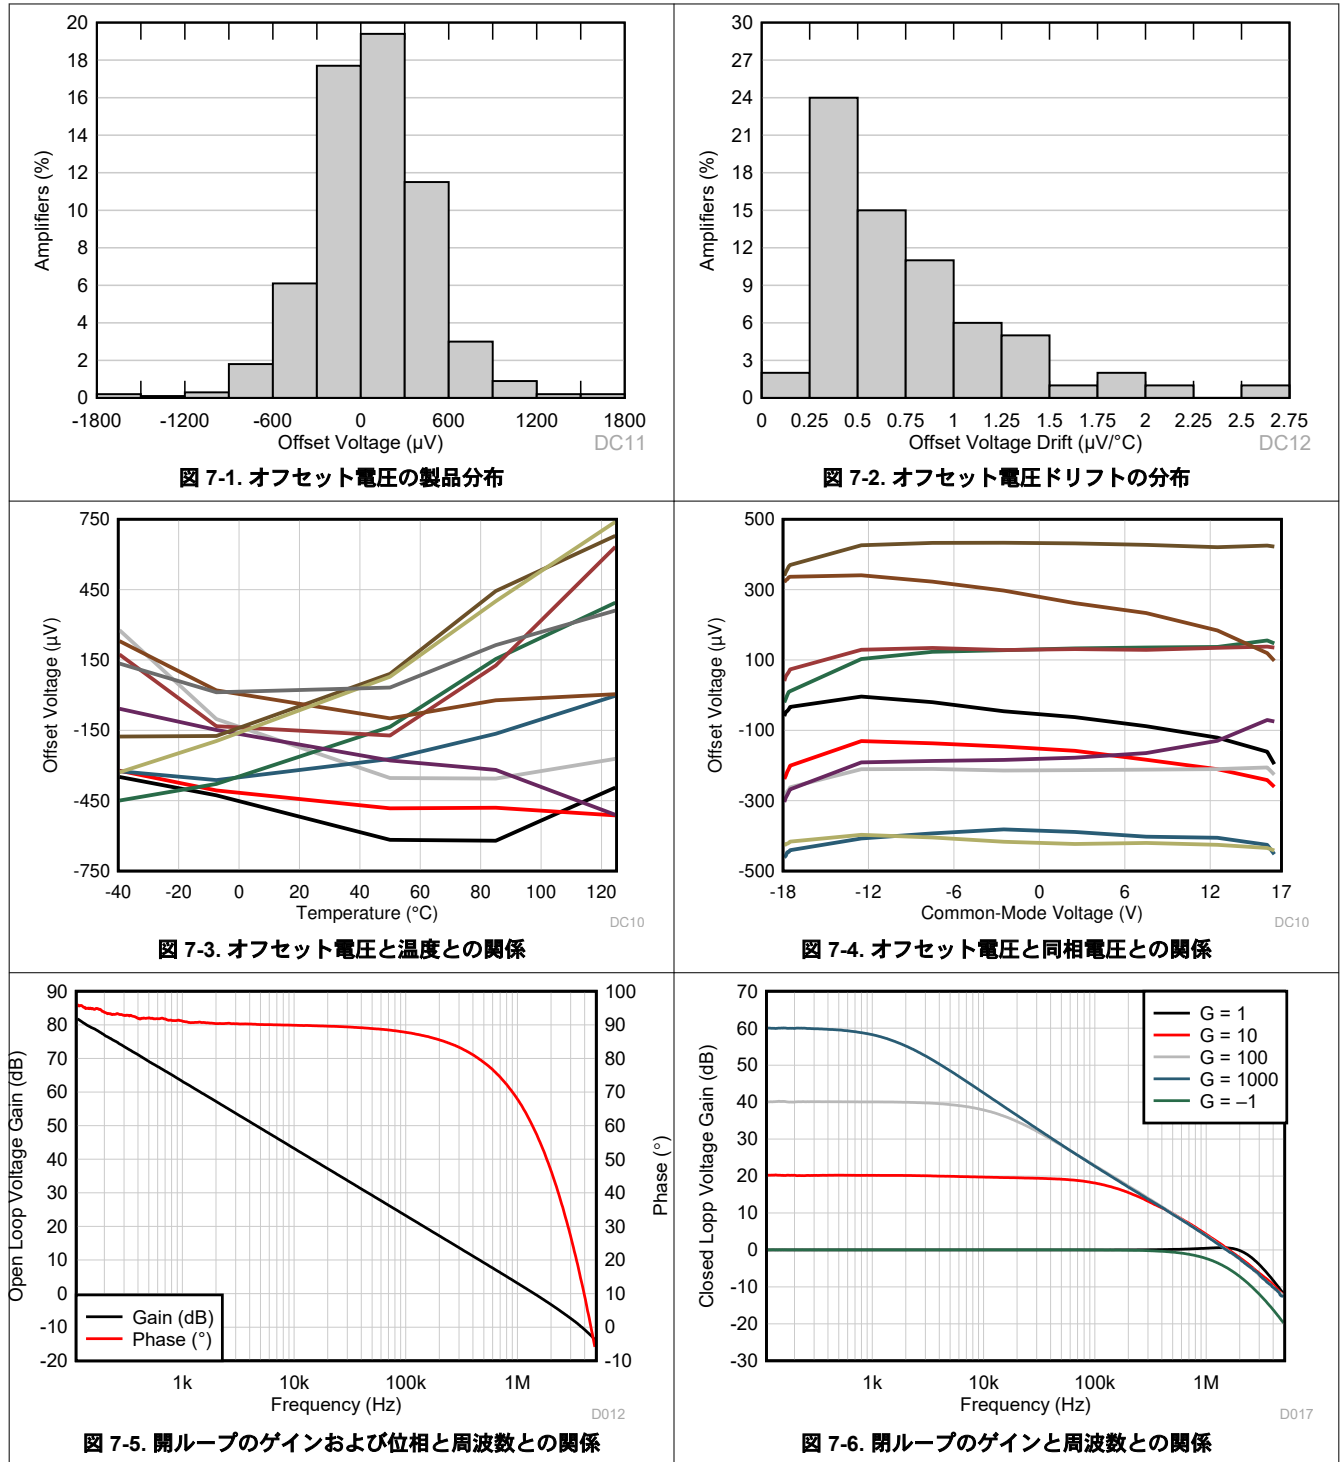 20
18
16
14
12
10
8
6
4
2
0
Amplifiers (%)
-1800 -1200 -600 0 600 1200 1800
Offset Voltage (µV)
DC11
図 7-1. オフセット電圧の製品分布
30
27
24
21
18
15
12
9
6
3
0
Amplifiers (%)
0 0.25 0.5 0.75 1 1.25 1.5 1.75 2 2.25 2.5 2.75
Offset Voltage Drift (µV/°C)
DC12
図 7-2. オフセット電圧ドリフトの分布
750
450
150
-150
-450
-750
Offset Voltage (µV)
-40 -20 0 20 40 60 80 100 120
Temperature (°C)
DC10
図 7-3. オフセット電圧と温度との関係
500
300
100
-100
-300
-500
Offset Voltage (µV)
-18 -12 -6 0 6 12 17
Common-Mode Voltage (V)
DC10
図 7-4. オフセット電圧と同相電圧との関係
90
80
70
60
50
40
30
20
10
0
-10
-20
Open Loop Voltage Gain (dB)
100
90
80
70
60
50
40
30
20
10
0
-10
Phase (°)
Gain (dB)
Phase (°)
1k 10k 100k 1M
Frequency (Hz)
D012
図 7-5. 開ループのゲインおよび位相と周波数との関係
70
60
50
40
30
20
10
0
-10
-20
-30
Closed Lopp Voltage Gain (dB)
G = 1
G = 10
G = 100
G = 1000
G = –1
1k 10k 100k 1M
Frequency (Hz)
D017
図 7-6. 閉ループのゲインと周波数との関係